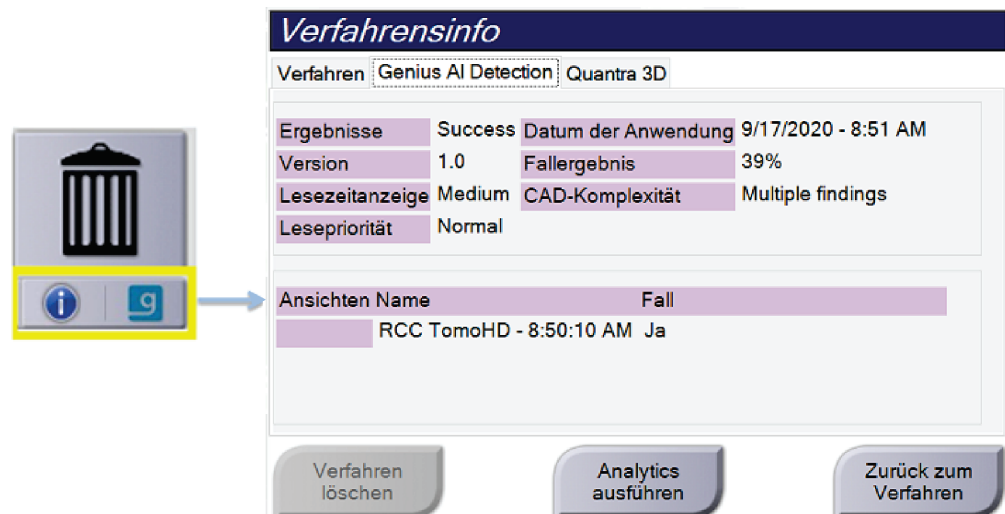 Verfahrensinfo
Verfahren Genius AI Detection Quantra 3D
Ergebnisse Success Datum der Anwendung 9/17/2020 - 8:51 AM
Version 1.0 Fallergebnis 39%
Lesezeitanzeige Medium CAD-Komplexität Multiple findings
Lesepriorität Normal
i g
Ansichten Name Fall
RCC TomoHD - 8:50:10 AM Ja
Verfahren löschen
Analytics ausführen
Zurück zum Verfahren